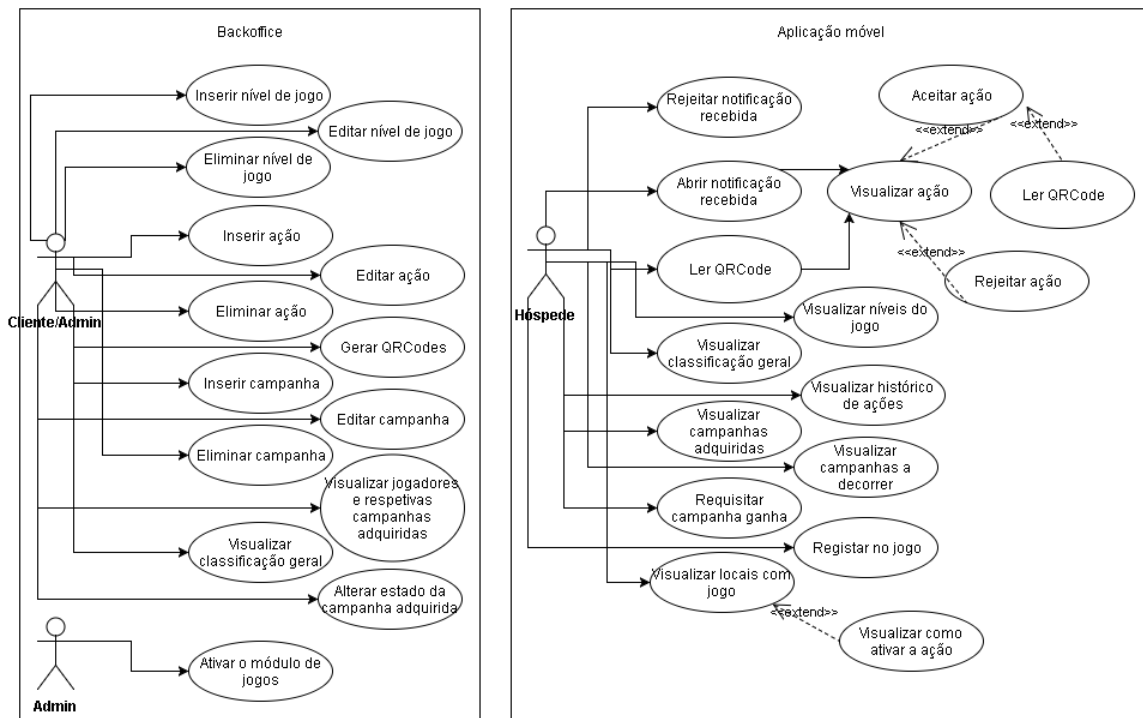 Backoffice
Inserir nível de jogo
Editar nível de jogo
Eliminar nível de
jogo
Inserir ação
Editar ação
Eliminar ação
Cliente/Admin
Gerar QRCodes
Inserir campanha
Editar campanha
Eliminar campanha
Visualizar jogadores
e respetivas
campanhas
adquiridas
Visualizar
classificação geral
Alterar estado da
campanha adquirida
Ativar o módulo de
jogos
Admin
Aplicação móvel
Rejeitar notificação
recebida
Aceitar ação
<<extend>>
<<extend>>
Abrir notificação
recebida
Visualizar ação
Ler QRCode
<<extend>>
Ler QRCode
Rejeitar ação
Hóspede
Visualizar níveis do
jogo
Visualizar
classificação geral
Visualizar histórico
de ações
Visualizar
campanhas
adquiridas
Visualizar
campanhas a
decorrer
Requisitar
campanha ganha
Registar no jogo
Visualizar locais com
jogo
<<extend>>
Visualizar como
ativar a ação